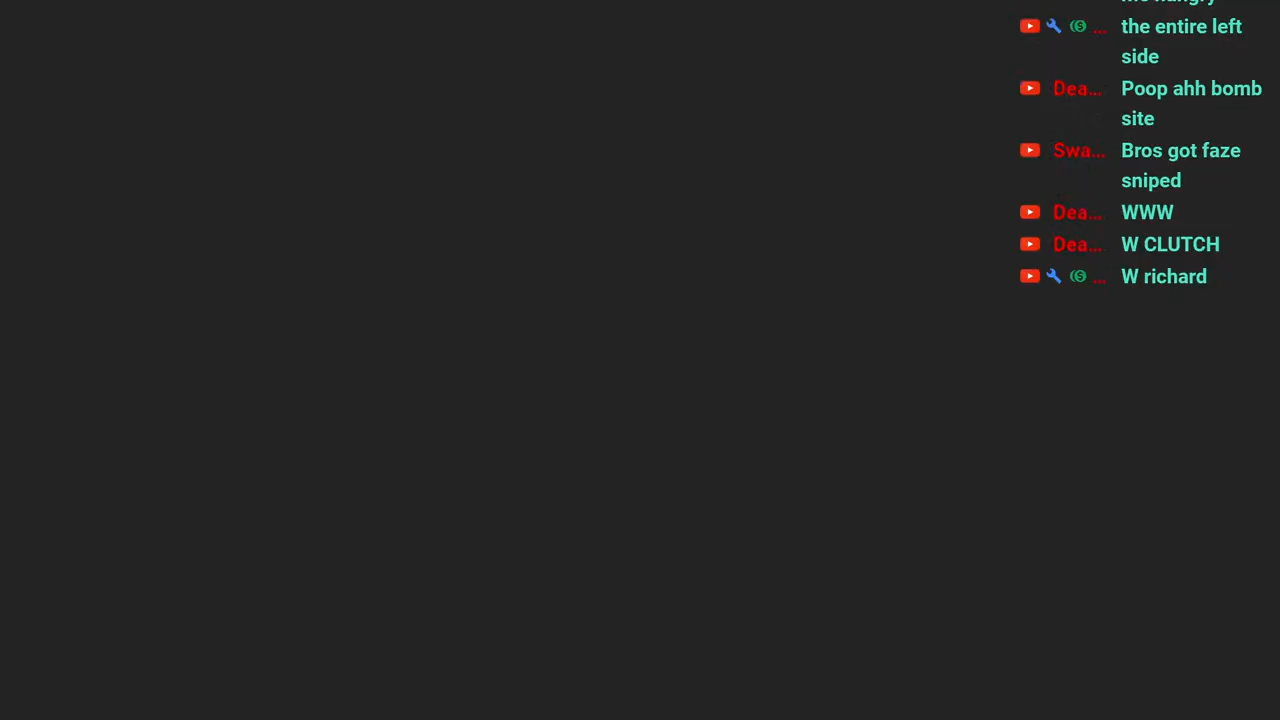 the entire left
side
Dea... Poop ahh bomb
site
Swa... Bros got faze
sniped
Dea... WWW
Dea... W CLUTCH
... W richard